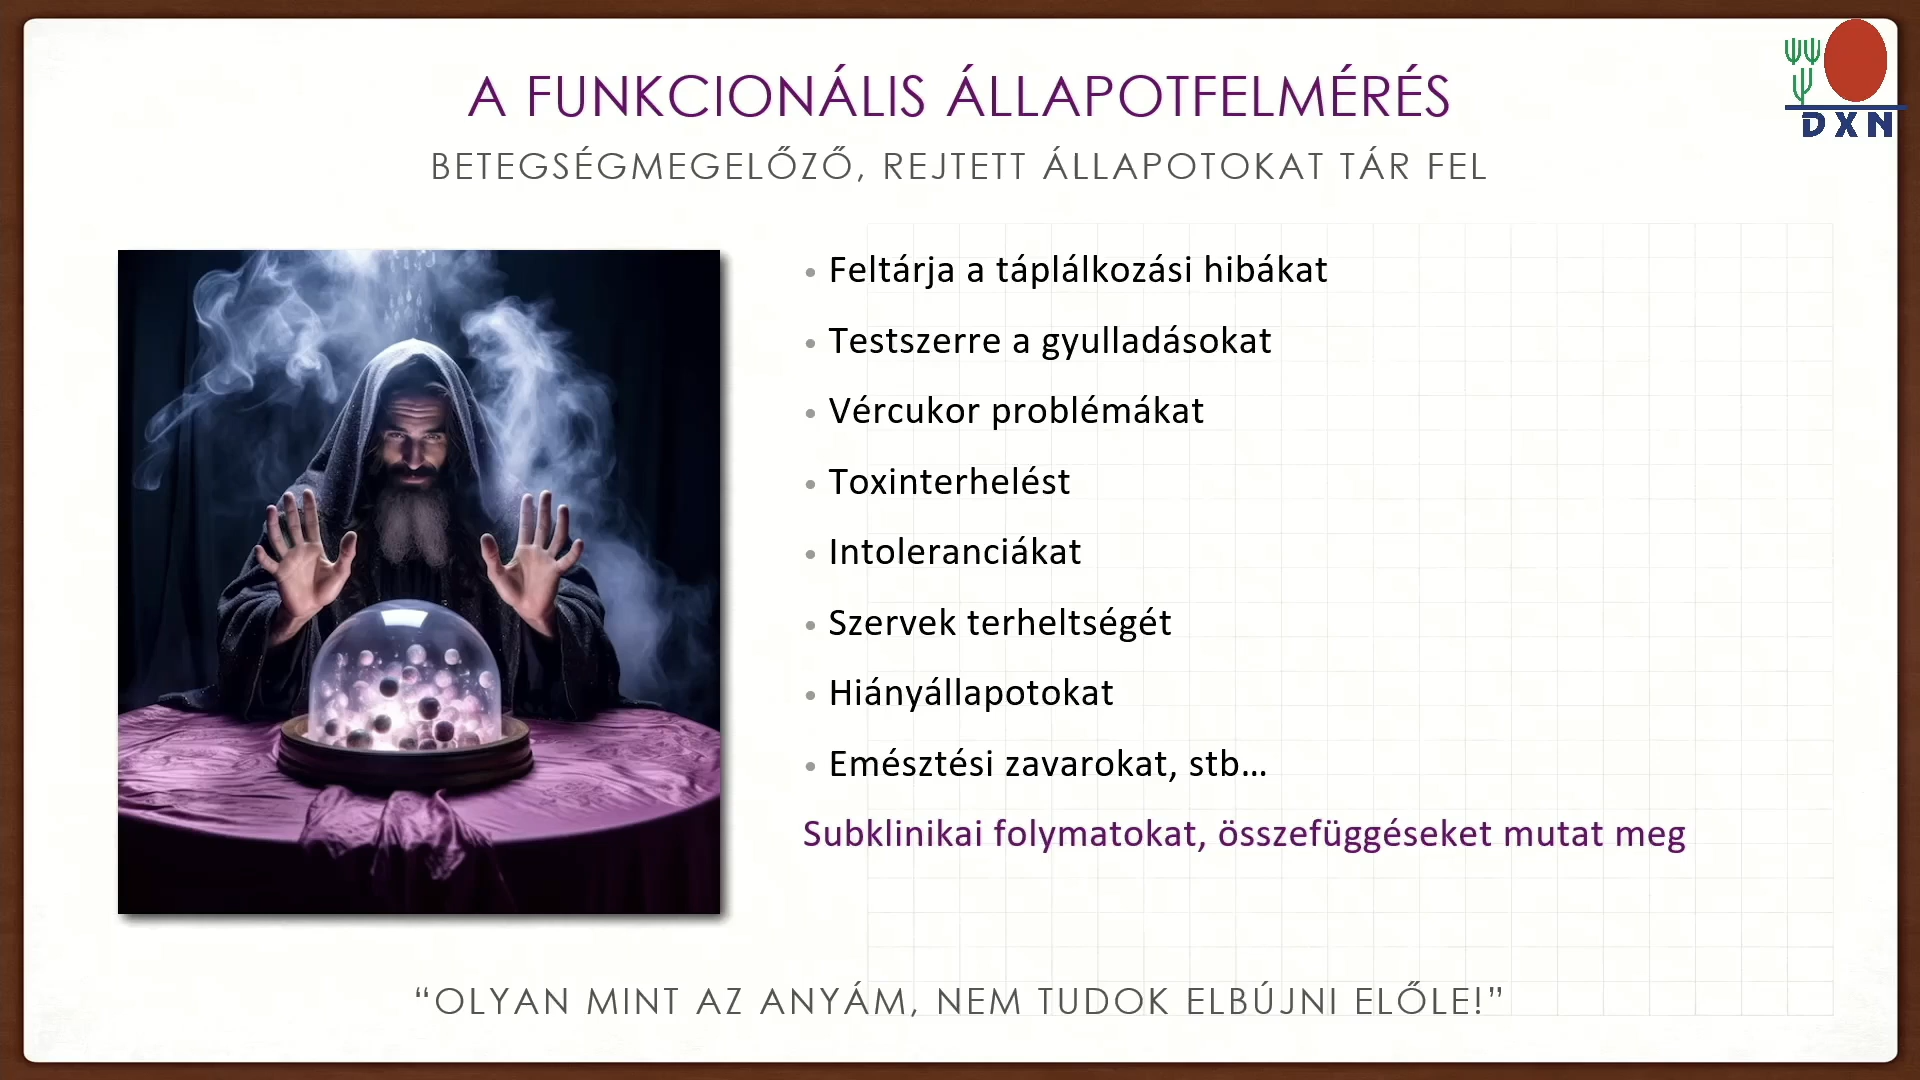 A FUNKCIONÁLIS ÁLLAPOTFELMÉRÉS
BETEGSÉGMEGELŐZŐ, REJTETT ÁLLAPOTOKAT TÁR FEL
DXN
• Feltárja a táplálkozási hibákat
• Testszerre a gyulladásokat
• Vércukor problémákat
• Toxinterhelést
• Intoleranciákat
• Szervek terheltségét
• Hiányállapotokat
• Emésztési zavarokat, stb...
Subklinikai folymatokat, összefüggéseket mutat meg
“OLYAN MINT AZ ANYÁM, NEM TUDOK ELBÚJNI ELŐLE!”